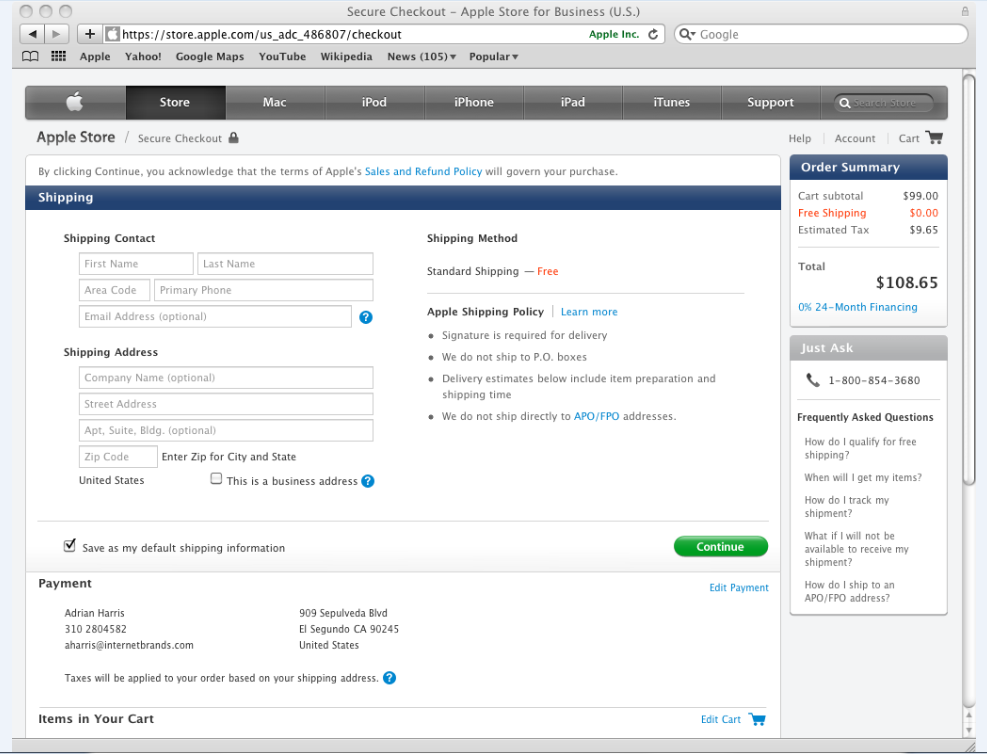 Secure Checkout – Apple Store for Business (U.S.)
https://store.apple.com/us_adc_486807/checkout
Apple Inc.
Google
Apple Yahoo! Google Maps YouTube Wikipedia News (105) Popular
Store Mac iPod iPhone iPad iTunes Support Search Store
Apple Store / Secure Checkout
Help Account Cart
By clicking Continue, you acknowledge that the terms of Apple's Sales and Refund Policy will govern your purchase.
Shipping
Shipping Contact
First Name Last Name
Area Code Primary Phone
Email Address (optional) ?
Shipping Address
Company Name (optional)
Street Address
Apt, Suite, Bldg. (optional)
Zip Code Enter Zip for City and State
United States This is a business address ?
Shipping Method
Standard Shipping — Free
Apple Shipping Policy | Learn more
• Signature is required for delivery
• We do not ship to P.O. boxes
• Delivery estimates below include item preparation and
shipping time
• We do not ship directly to APO/FPO addresses.
Save as my default shipping information
Continue
Payment
Edit Payment
Adrian Harris
310 2804582
aharris@internetbrands.com
909 Sepulveda Blvd
El Segundo CA 90245
United States
Taxes will be applied to your order based on your shipping address. ?
Items in Your Cart
Edit Cart
Order Summary
Cart subtotal $99.00
Free Shipping $0.00
Estimated Tax $9.65
Total
$108.65
0% 24-Month Financing
Just Ask
1-800-854-3680
Frequently Asked Questions
How do I qualify for free
shipping?
When will I get my items?
How do I track my
shipment?
What if I will not be
available to receive my
shipment?
How do I ship to an
APO/FPO address?